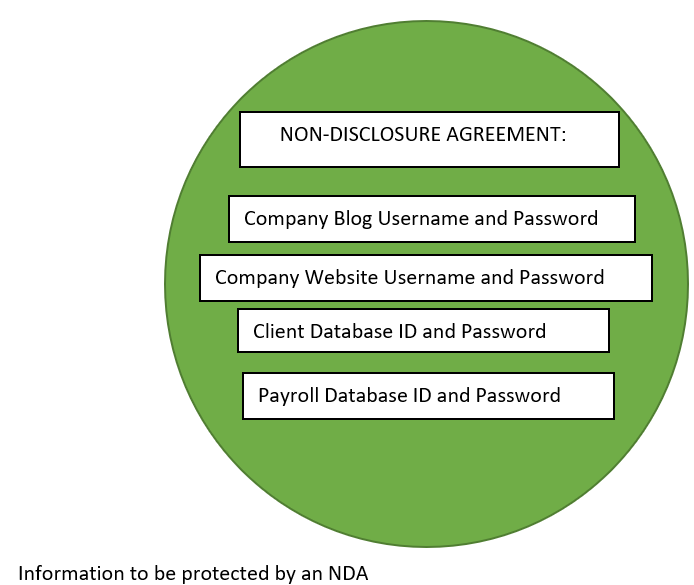 NON-DISCLOSURE AGREEMENT:
Company Blog Username and Password
Company Website Username and Password
Client Database ID and Password
Payroll Database ID and Password
Information to be protected by an NDA